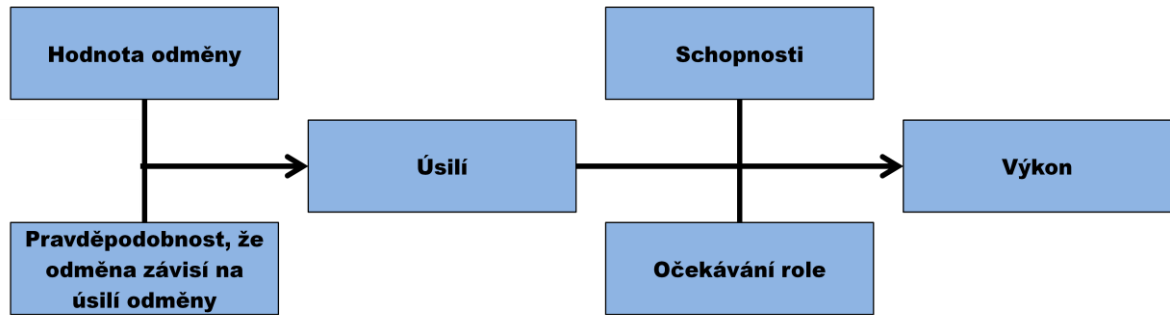 Hodnota odměny
Schopnosti
Úsilí
Výkon
Pravděpodobnost, že
odměna závisí na
úsilí odměny
Očekávání role